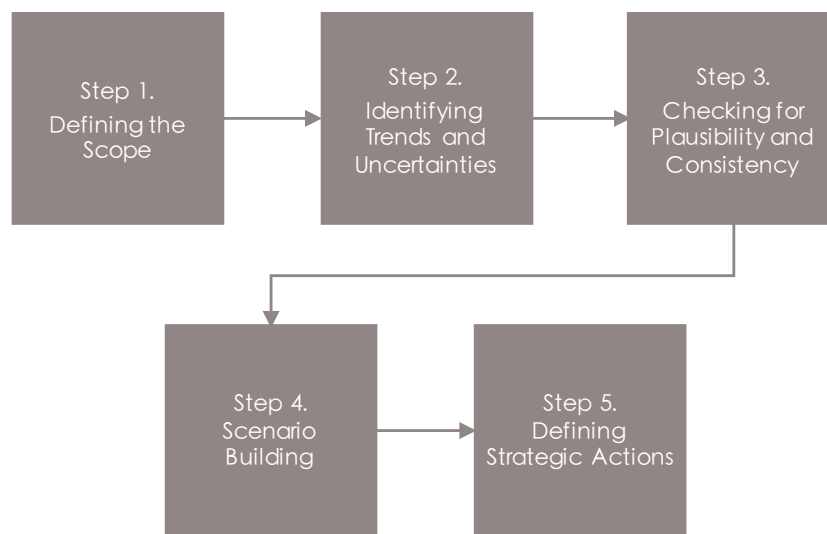 Step 1.
Defining the
Scope
Step 2.
Identifying
Trends and
Uncertainties
Step 3.
Checking for
Plausibility and
Consistency
Step 4.
Scenario
Building
Step 5.
Defining
Strategic Actions